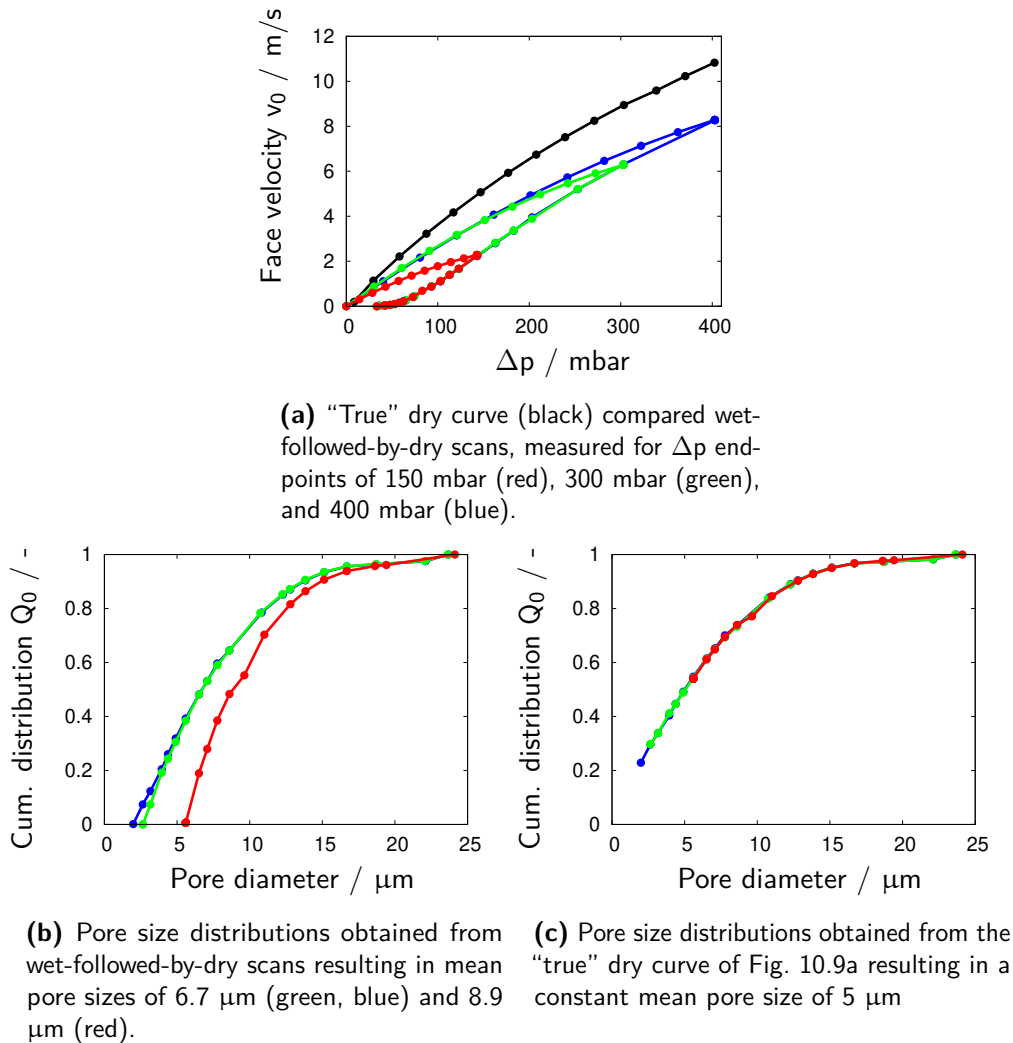 12
10
8
6
4
2
0
Face velocity v0 / m/s
0 100 200 300 400
Δp / mbar
(a) “True” dry curve (black) compared wet-
followed-by-dry scans, measured for Δp end-
points of 150 mbar (red), 300 mbar (green),
and 400 mbar (blue).
1
0.8
0.6
0.4
0.2
0
Cum. distribution Q0 / -
0 5 10 15 20 25
Pore diameter / μm
(b) Pore size distributions obtained from
wet-followed-by-dry scans resulting in mean
pore sizes of 6.7 μm (green, blue) and 8.9
μm (red).
1
0.8
0.6
0.4
0.2
0
Cum. distribution Q0 / -
0 5 10 15 20 25
Pore diameter / μm
(c) Pore size distributions obtained from the
“true” dry curve of Fig. 10.9a resulting in a
constant mean pore size of 5 μm